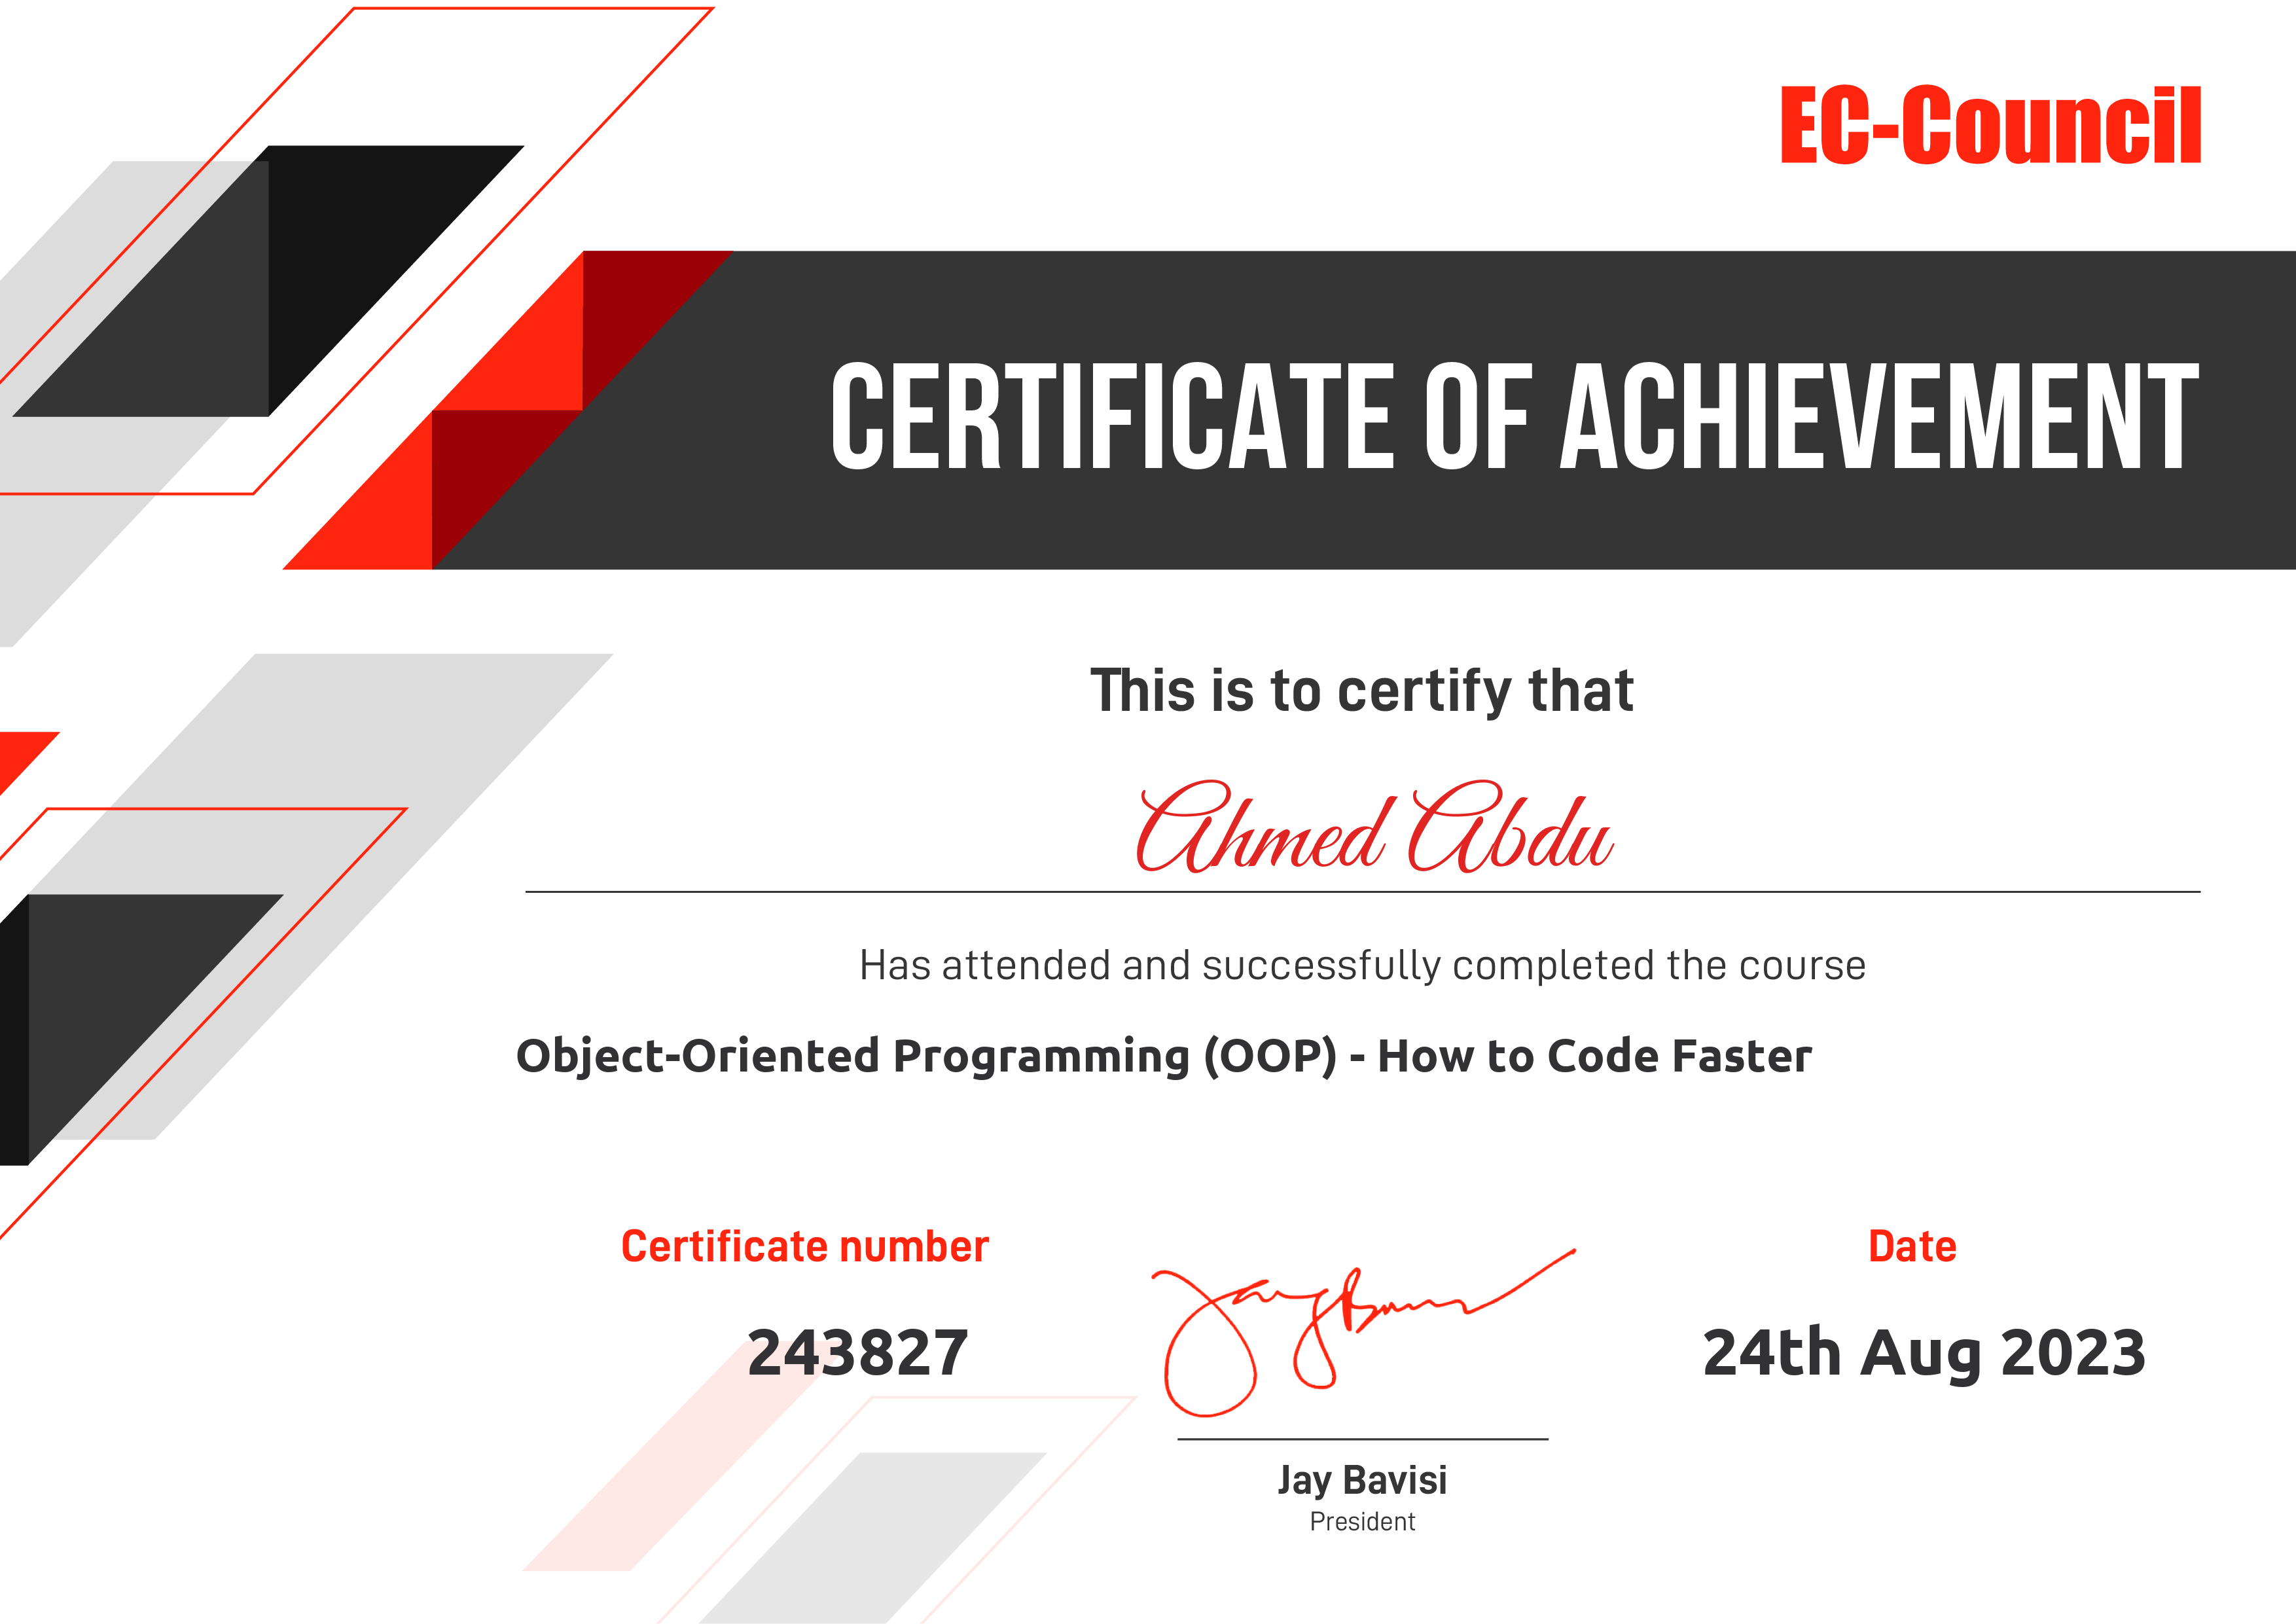 EC-Council
CERTIFICATE OF ACHIEVEMENT
This is to certify that
Ahmed Abdu
Has attended and successfully completed the course
Object-Oriented Programming (OOP) - How to Code Faster
Certificate number
Date
243827
24th Aug 2023
Jay Bavisi
President